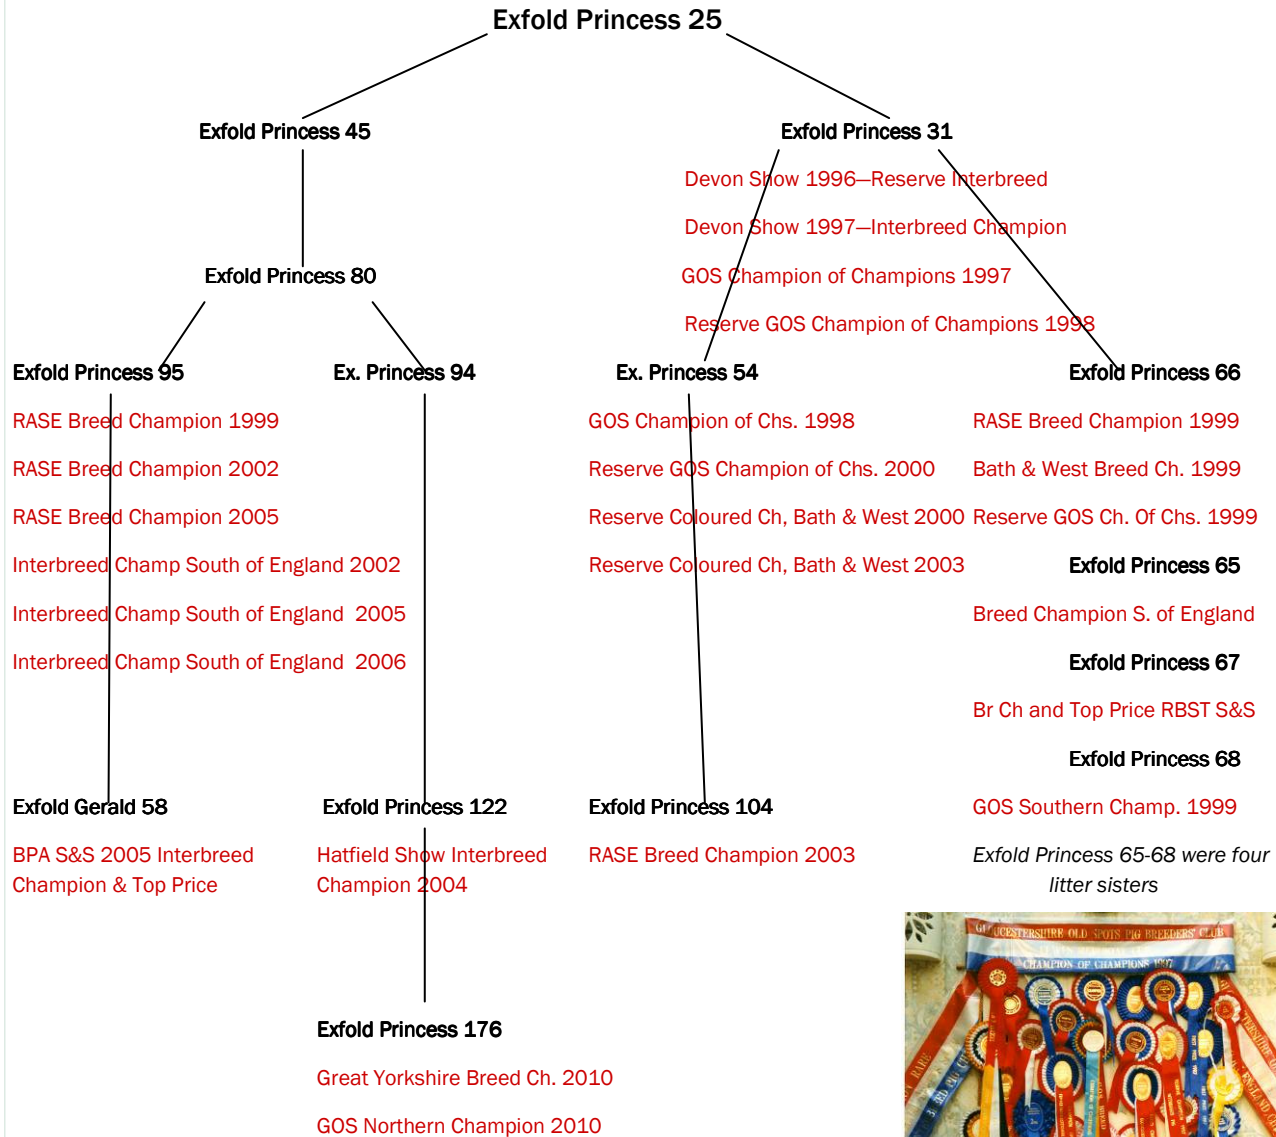 Exfold Princess 25
Exfold Princess 45
Exfold Princess 31
Devon Show 1996—Reserve Interbreed
Devon Show 1997—Interbreed Champion
GOS Champion of Champions 1997
Reserve GOS Champion of Champions 1998
Exfold Princess 80
Exfold Princess 95
RASE Breed Champion 1999
RASE Breed Champion 2002
RASE Breed Champion 2005
Interbreed Champ South of England 2002
Interbreed Champ South of England 2005
Interbreed Champ South of England 2006
Exfold Gerald 58
BPA S&S 2005 Interbreed
Champion & Top Price
Ex. Princess 94
Exfold Princess 122
Hatfield Show Interbreed
Champion 2004
Exfold Princess 176
Great Yorkshire Breed Ch. 2010
GOS Northern Champion 2010
Ex. Princess 54
GOS Champion of Chs. 1998
Reserve GOS Champion of Chs. 2000
Reserve Coloured Ch, Bath & West 2000
Reserve Coloured Ch, Bath & West 2003
Exfold Princess 104
RASE Breed Champion 2003
Exfold Princess 66
RASE Breed Champion 1999
Bath & West Breed Ch. 1999
Reserve GOS Ch. Of Chs. 1999
Exfold Princess 65
Breed Champion S. of England
Exfold Princess 67
Br Ch and Top Price RBST S&S
Exfold Princess 68
GOS Southern Champ. 1999
Exfold Princess 65-68 were four
litter sisters
GLOUCESTERSHIRE OLD SPOTS PIG BREEDERS' CLUB
CHAMPION OF CHAMPIONS 1997
RARE